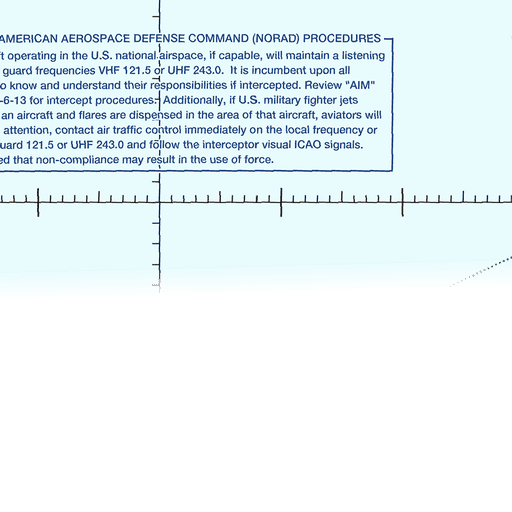 AMERICAN AEROSPACE DEFENSE COMMAND (NORAD) PROCEDURES
ft operating in the U.S. national airspace, if capable, will maintain a listening
guard frequencies VHF 121.5 or UHF 243.0. It is incumbent upon all
o know and understand their responsibilities if intercepted. Review "AIM"
-6-13 for intercept procedures. Additionally, if U.S. military fighter jets
an aircraft and flares are dispensed in the area of that aircraft, aviators will
attention, contact air traffic control immediately on the local frequency or
uard 121.5 or UHF 243.0 and follow the interceptor visual ICAO signals.
ed that non-compliance may result in the use of force.